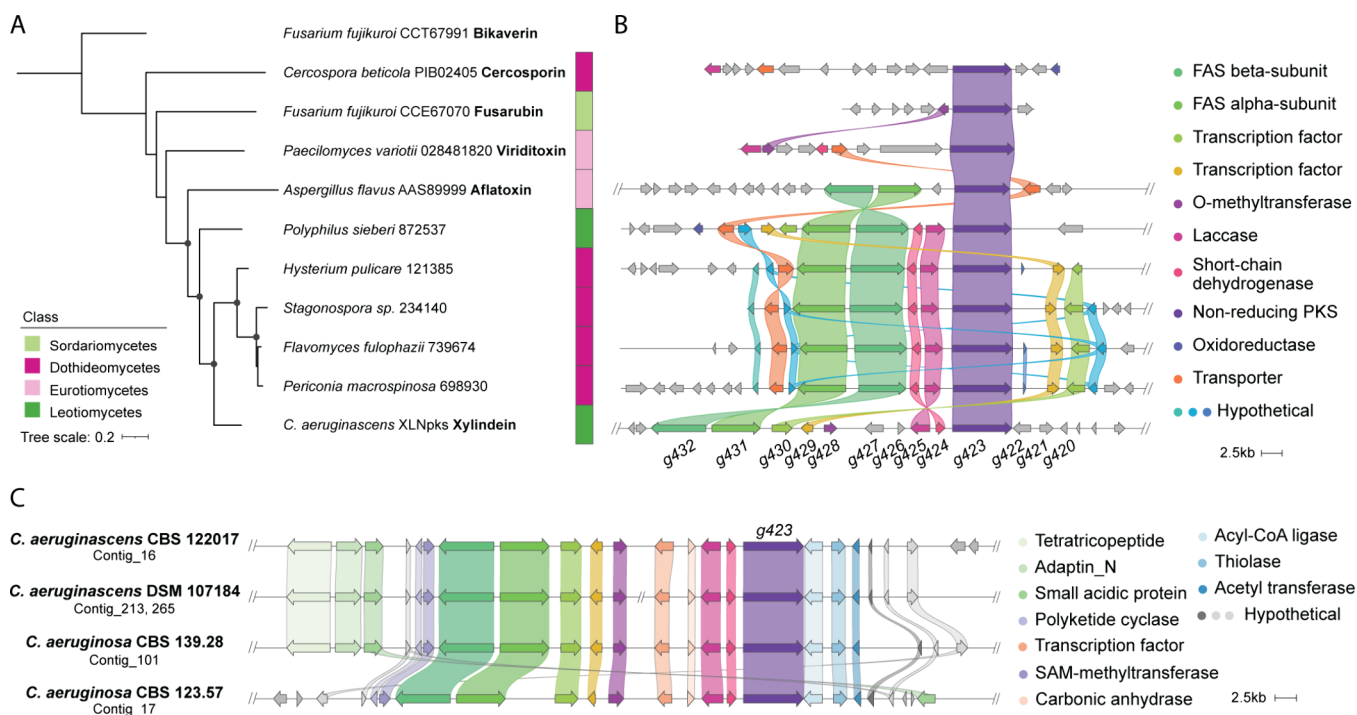 A
Fusarium fujikuroi CCT67991 Bikaverin
Cercospora beticola PIB02405 Cercosporin
Fusarium fujikuroi CCE67070 Fusarubin
Paecilomyces variotii 028481820 Viriditoxin
Aspergillus flavus AAS89999 Aflatoxin
Polyphilus sieberi 872537
Hysterium pulicare 121385
Stagonospora sp. 234140
Flavomyces fulophazii 739674
Periconia macrospinosa 698930
C. aeruginascens XLNpks Xylindein
Class
Sordariomycetes
Dothideomycetes
Eurotiomycetes
Leotiomycetes
Tree scale: 0.2
B
g432
g431
g430
g429
g428
g427
g426
g425
g424
g423
g422
g421
g420
FAS beta-subunit
FAS alpha-subunit
Transcription factor
Transcription factor
O-methyltransferase
Laccase
Short-chain
dehydrogenase
Non-reducing PKS
Oxidoreductase
Transporter
Hypothetical
2.5kb
C
C. aeruginascens CBS 122017
Contig_16
C. aeruginascens DSM 107184
Contig_213, 265
C. aeruginosa CBS 139.28
Contig_101
C. aeruginosa CBS 123.57
Contig_17
g423
Tetratricopeptide
Adaptin_N
Small acidic protein
Polyketide cyclase
Transcription factor
SAM-methyltransferase
Carbonic anhydrase
Acyl-CoA ligase
Thiolase
Acetyl transferase
Hypothetical
2.5kb